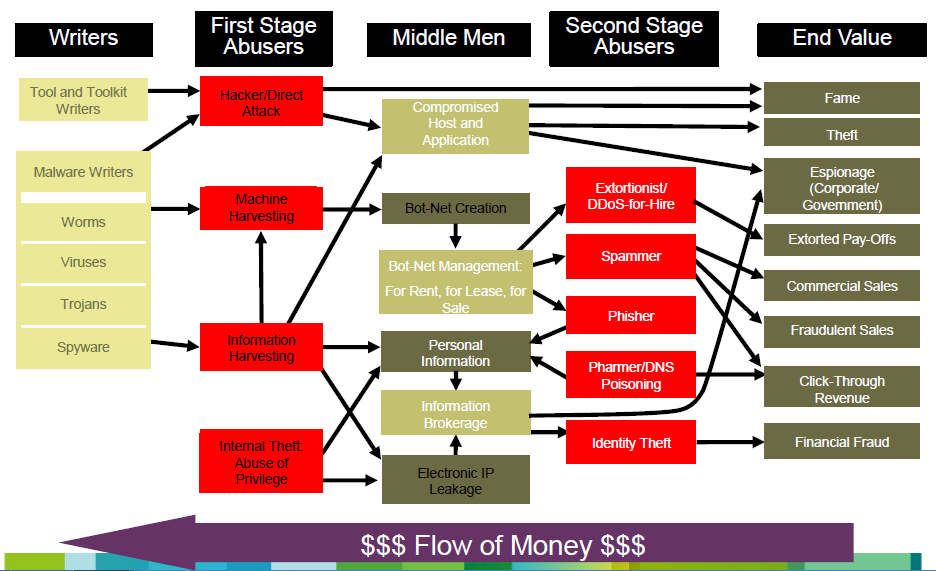 Writers
First Stage
Abusers
Middle Men
Second Stage
Abusers
End Value
Tool and Toolkit
Writers
Malware Writers
Worms
Viruses
Trojans
Spyware
Hacker/Direct
Attack
Machine
Harvesting
Information
Harvesting
Internal Theft:
Abuse of
Privilege
Compromised
Host and
Application
Bot-Net Creation
Bot-Net Management:
For Rent, for Lease, for
Sale
Personal
Information
Information
Brokerage
Electronic IP
Leakage
Extortionist/
DDoS-for-Hire
Spammer
Phisher
Pharmer/DNS
Poisoning
Identity Theft
Fame
Theft
Espionage
(Corporate/
Government)
Extorted Pay-Offs
Commercial Sales
Fraudulent Sales
Click-Through
Revenue
Financial Fraud
$$$ Flow of Money $$$